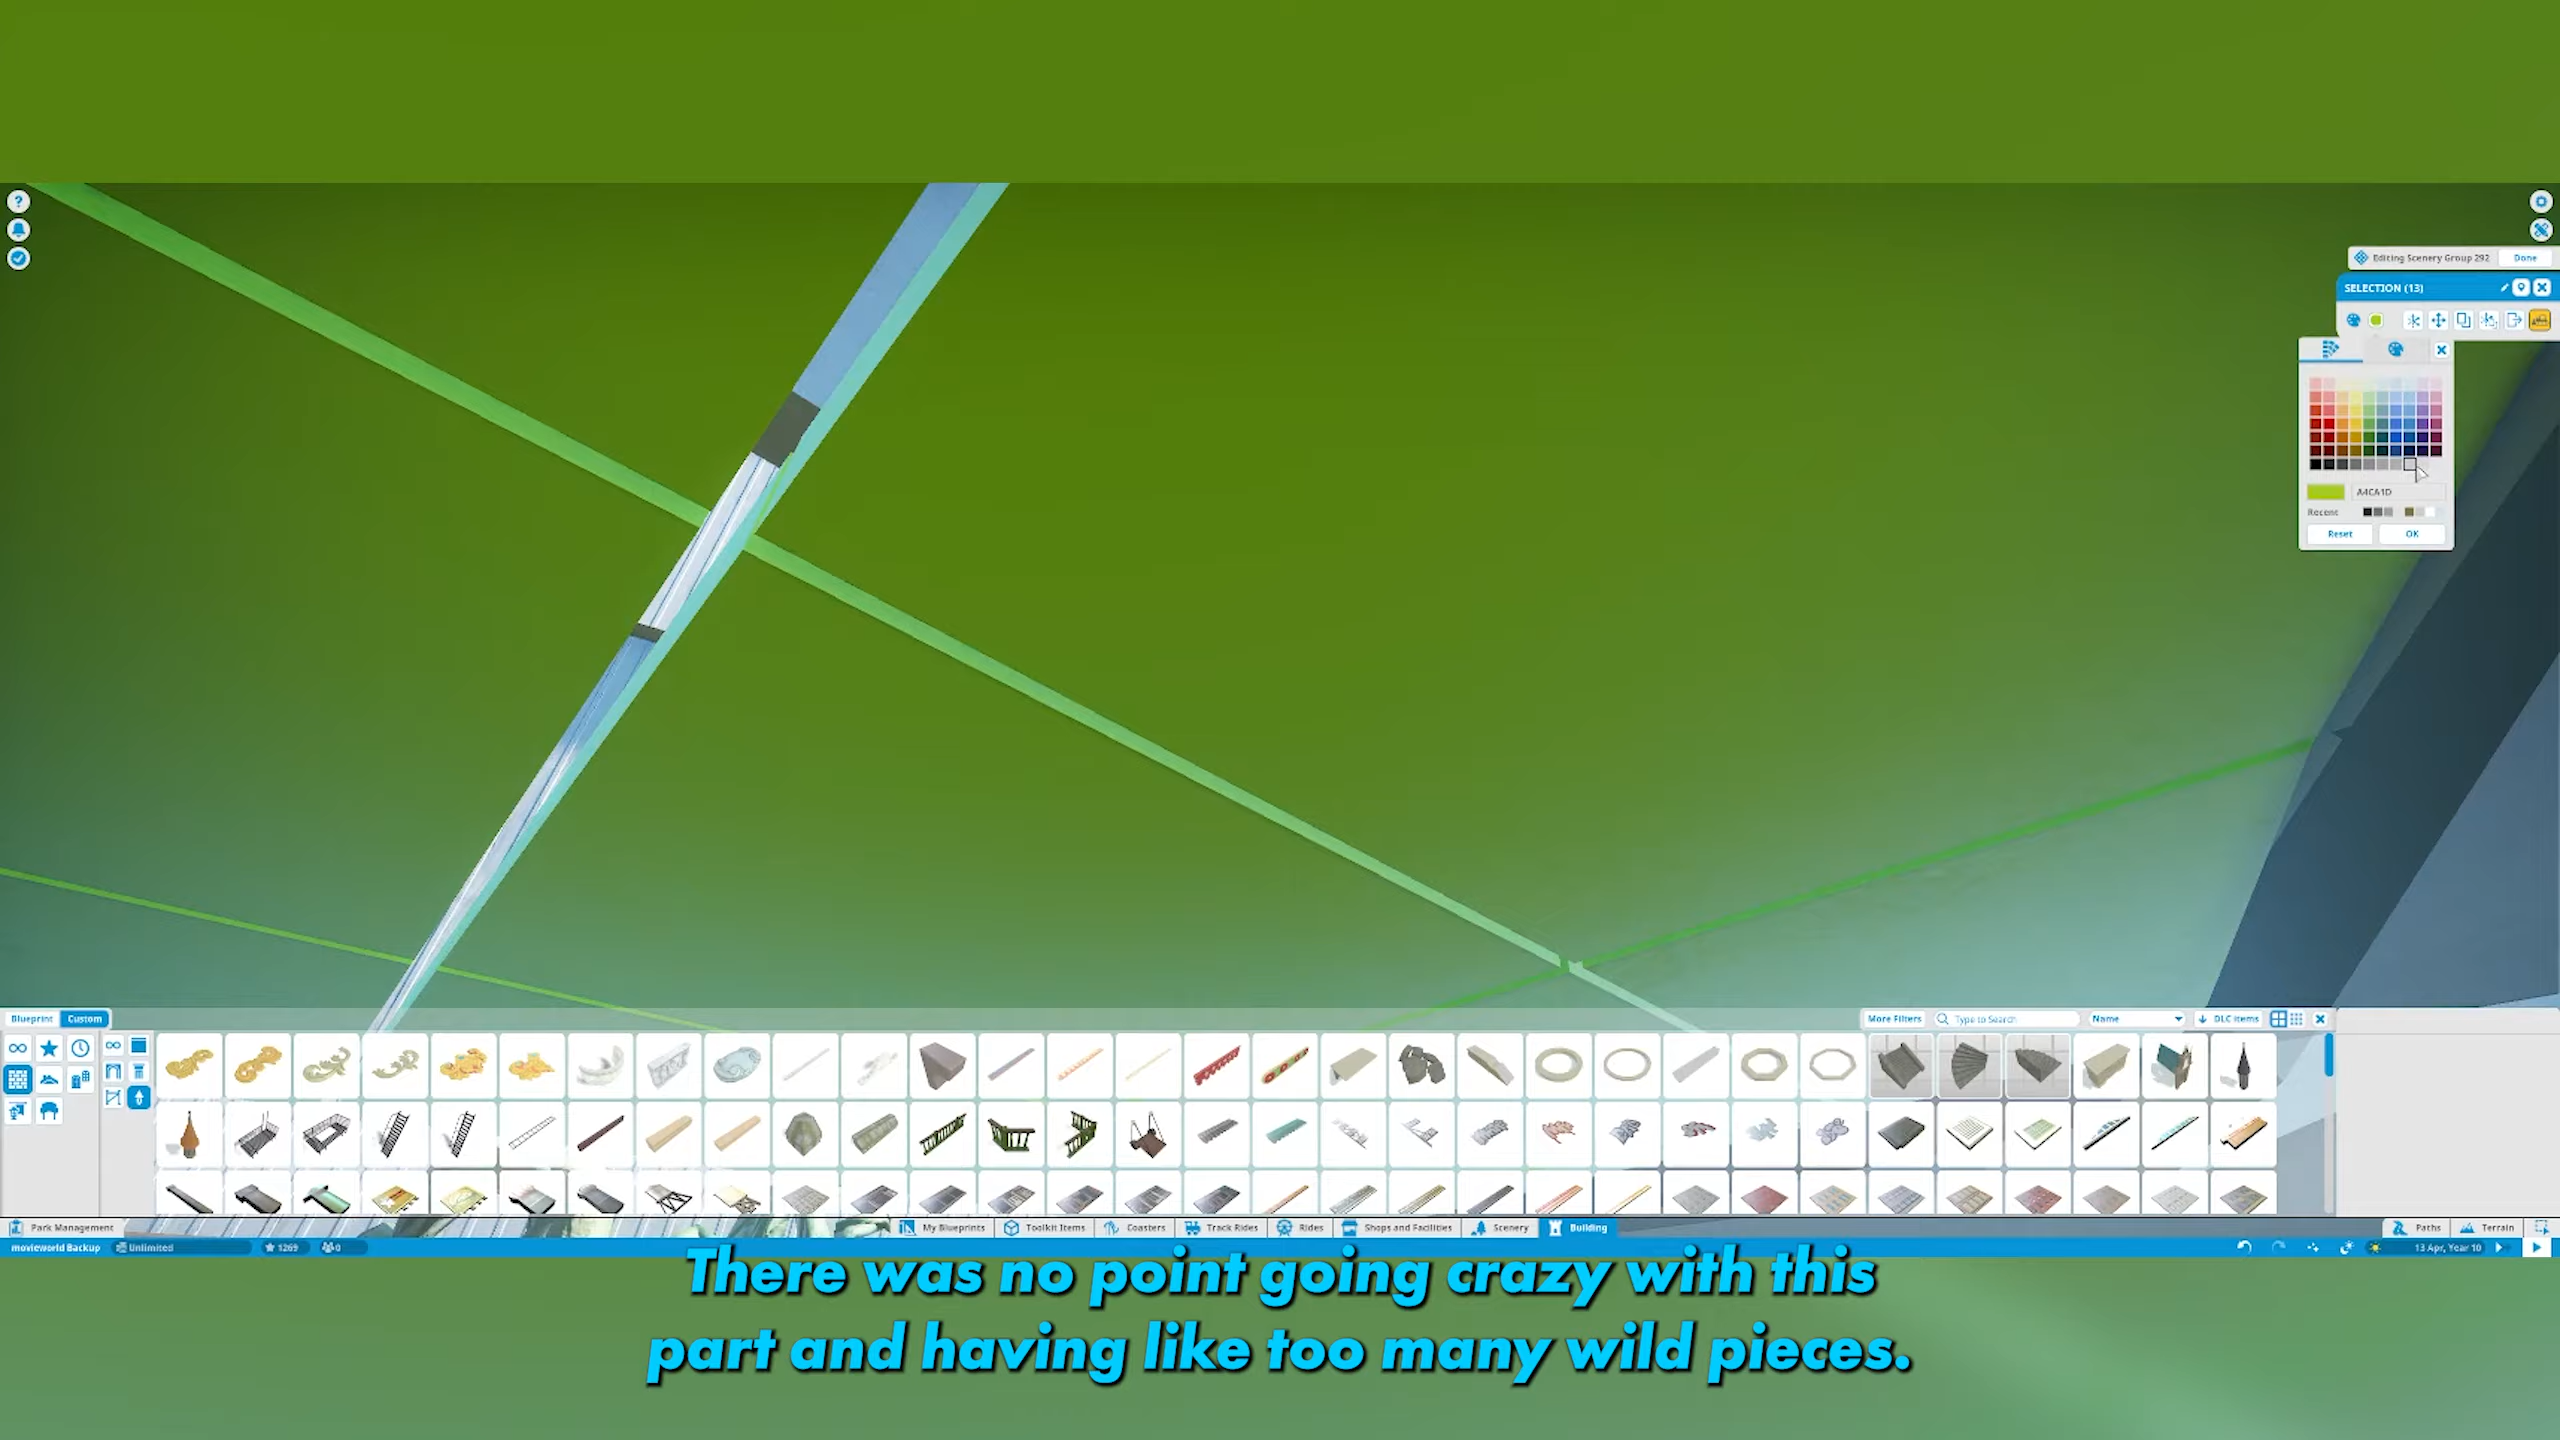 Editing Scenery Group 292
Done
SELECTION (13)
A4CA1D
Recent
Reset
OK
Blueprint
Custom
More Filters
Type to Search
Name
DLC Items
Park Management
My Blueprints
Toolkit Items
Coasters
Track Rides
Rides
Shops and Facilities
Scenery
Building
Paths
Terrain
movieworld Backup
Unlimited
1269
0
13 Apr, Year 10
There was no point going crazy with this
part and having like too many wild pieces.